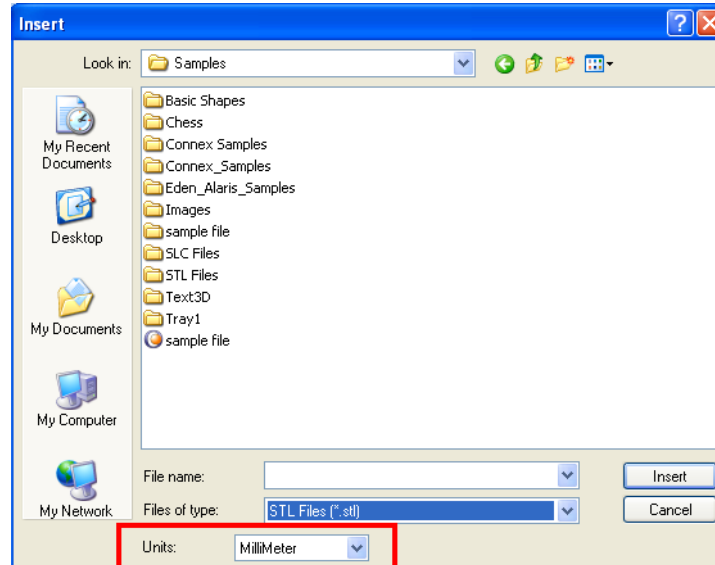 Insert
Look in: Samples
My Recent
Documents
Desktop
My Documents
My Computer
My Network
Basic Shapes
Chess
Connex Samples
Connex_Samples
Eden_Alaris_Samples
Images
sample file
SLC Files
STL Files
Text3D
Tray1
sample file
File name: Insert
Files of type: STL Files (*.stl) Cancel
Units: MilliMeter